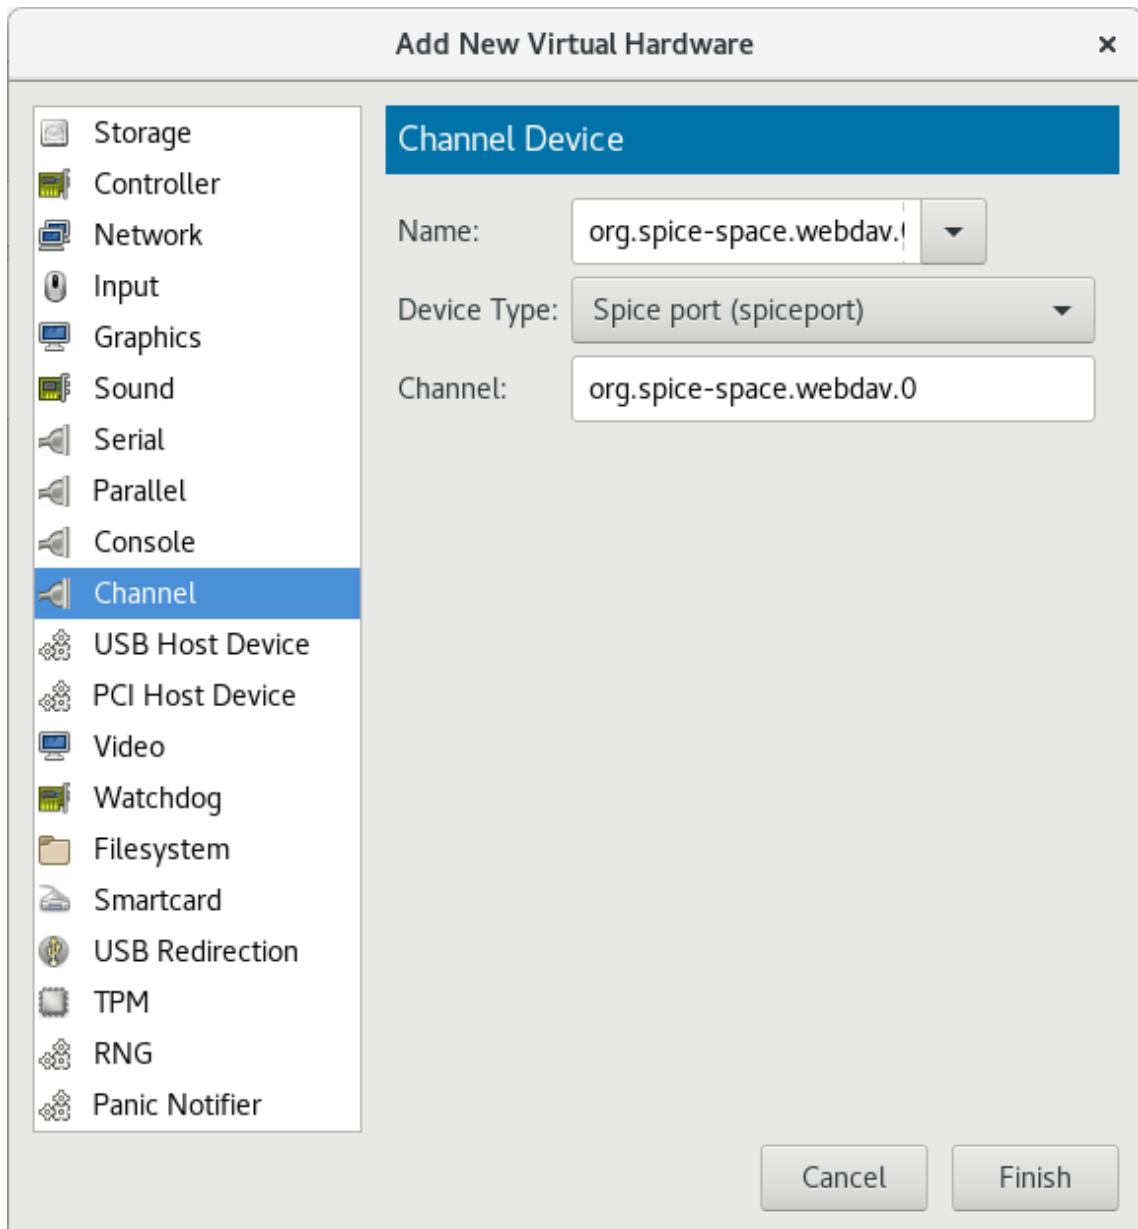 Add New Virtual Hardware
Storage
Controller
Network
Input
Graphics
Sound
Serial
Parallel
Console
Channel
USB Host Device
PCI Host Device
Video
Watchdog
Filesystem
Smartcard
USB Redirection
TPM
RNG
Panic Notifier
Channel Device
Name: org.spice-space.webdav.
Device Type: Spice port (spiceport)
Channel: org.spice-space.webdav.0
Cancel Finish